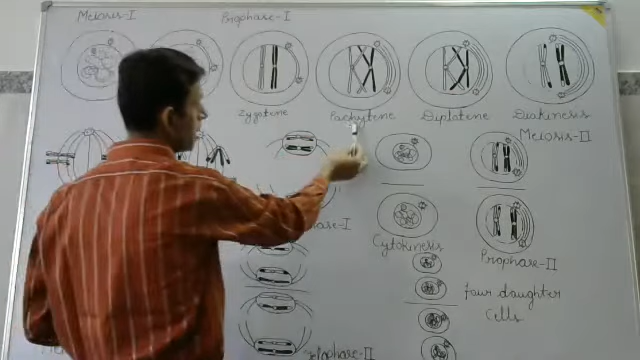 Meiosis-I
Prophase-I
Zygotene
Pachytene
Diplotene
Diakinesis
Meiosis-II
Cytokinesis
Prophase-II
four daughter
Cells